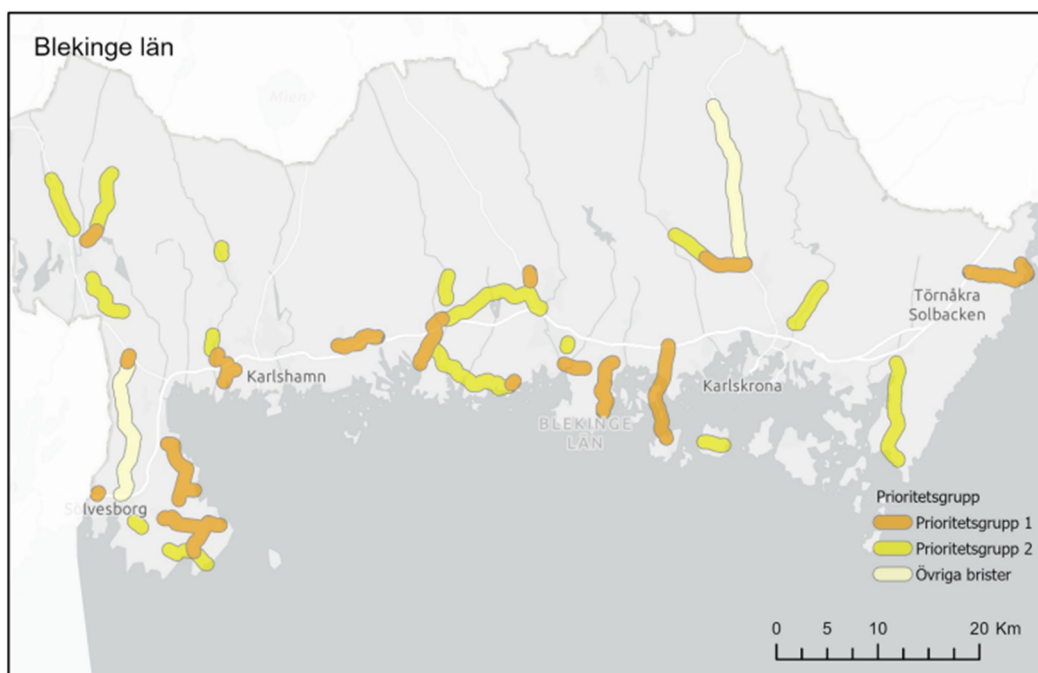 Blekinge län
Törnåkra
Solbacken
Karlshamn
Karlskrona
BLEKINGE
LÄN
Sölvesborg
Prioritetsgrupp
Prioritetsgrupp 1
Prioritetsgrupp 2
Övriga brister
0 5 10 20 Km